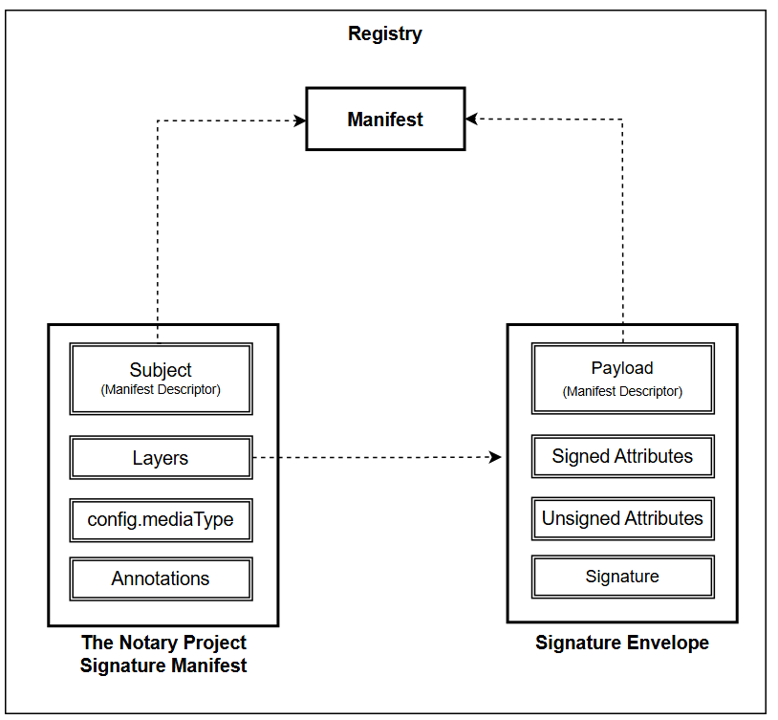 Registry
Manifest
Subject
(Manifest Descriptor)
Layers
config.mediaType
Annotations
The Notary Project
Signature Manifest
Payload
(Manifest Descriptor)
Signed Attributes
Unsigned Attributes
Signature
Signature Envelope